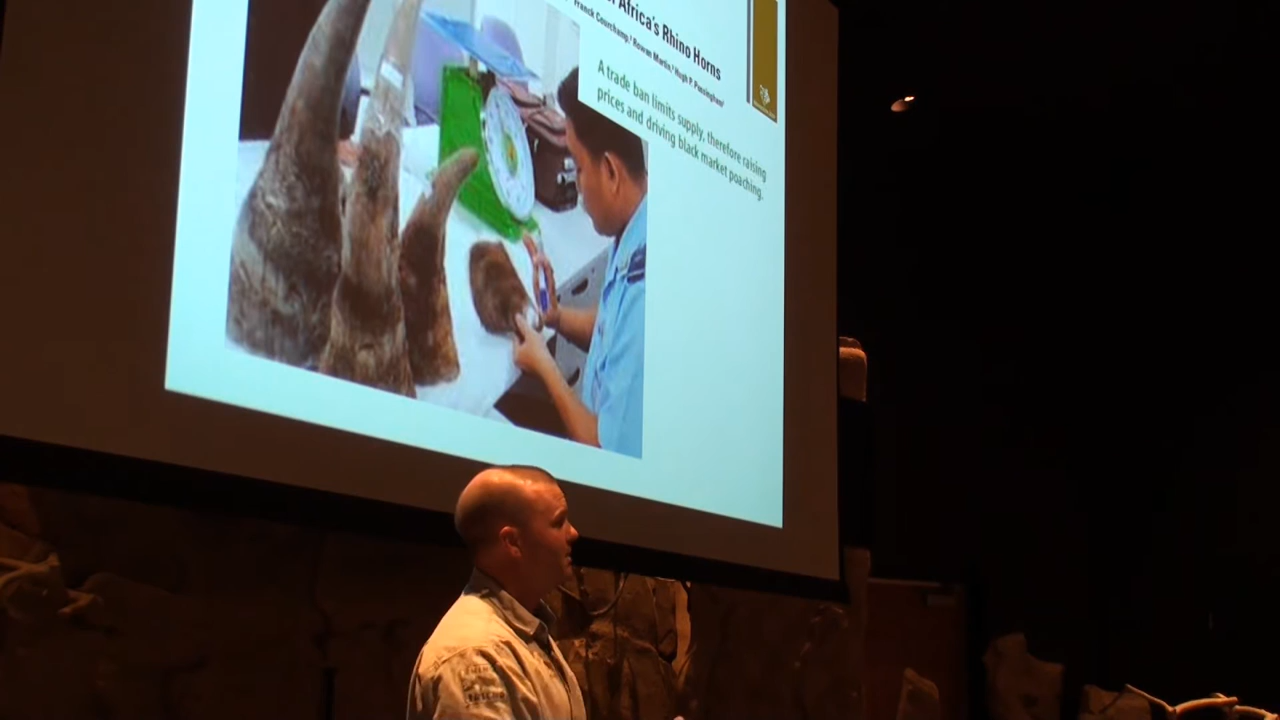 Africa's Rhino Horns
Franck Courchamp, Rowan Martin, Hugh P. Possingham
A trade ban limits supply, therefore raising
prices and driving black market poaching.